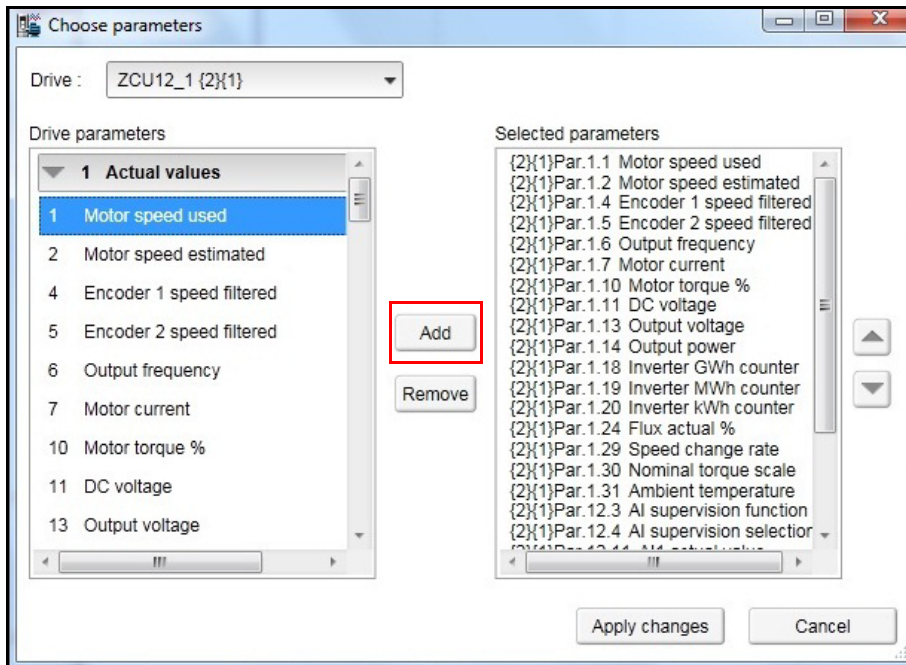 Choose parameters
Drive :
ZCU12_1 {2}{1}
Drive parameters
1 Actual values
1 Motor speed used
2 Motor speed estimated
4 Encoder 1 speed filtered
5 Encoder 2 speed filtered
6 Output frequency
7 Motor current
10 Motor torque %
11 DC voltage
13 Output voltage
Add
Remove
Selected parameters
{2}{1}Par.1.1 Motor speed used
{2}{1}Par.1.2 Motor speed estimated
{2}{1}Par.1.4 Encoder 1 speed filtered
{2}{1}Par.1.5 Encoder 2 speed filtered
{2}{1}Par.1.6 Output frequency
{2}{1}Par.1.7 Motor current
{2}{1}Par.1.10 Motor torque %
{2}{1}Par.1.11 DC voltage
{2}{1}Par.1.13 Output voltage
{2}{1}Par.1.14 Output power
{2}{1}Par.1.18 Inverter GWh counter
{2}{1}Par.1.19 Inverter MWh counter
{2}{1}Par.1.20 Inverter kWh counter
{2}{1}Par.1.24 Flux actual %
{2}{1}Par.1.29 Speed change rate
{2}{1}Par.1.30 Nominal torque scale
{2}{1}Par.1.31 Ambient temperature
{2}{1}Par.12.3 AI supervision function
{2}{1}Par.12.4 AI supervision selection
{2}{1}Par.12.11 AI1 actual value
Apply changes
Cancel